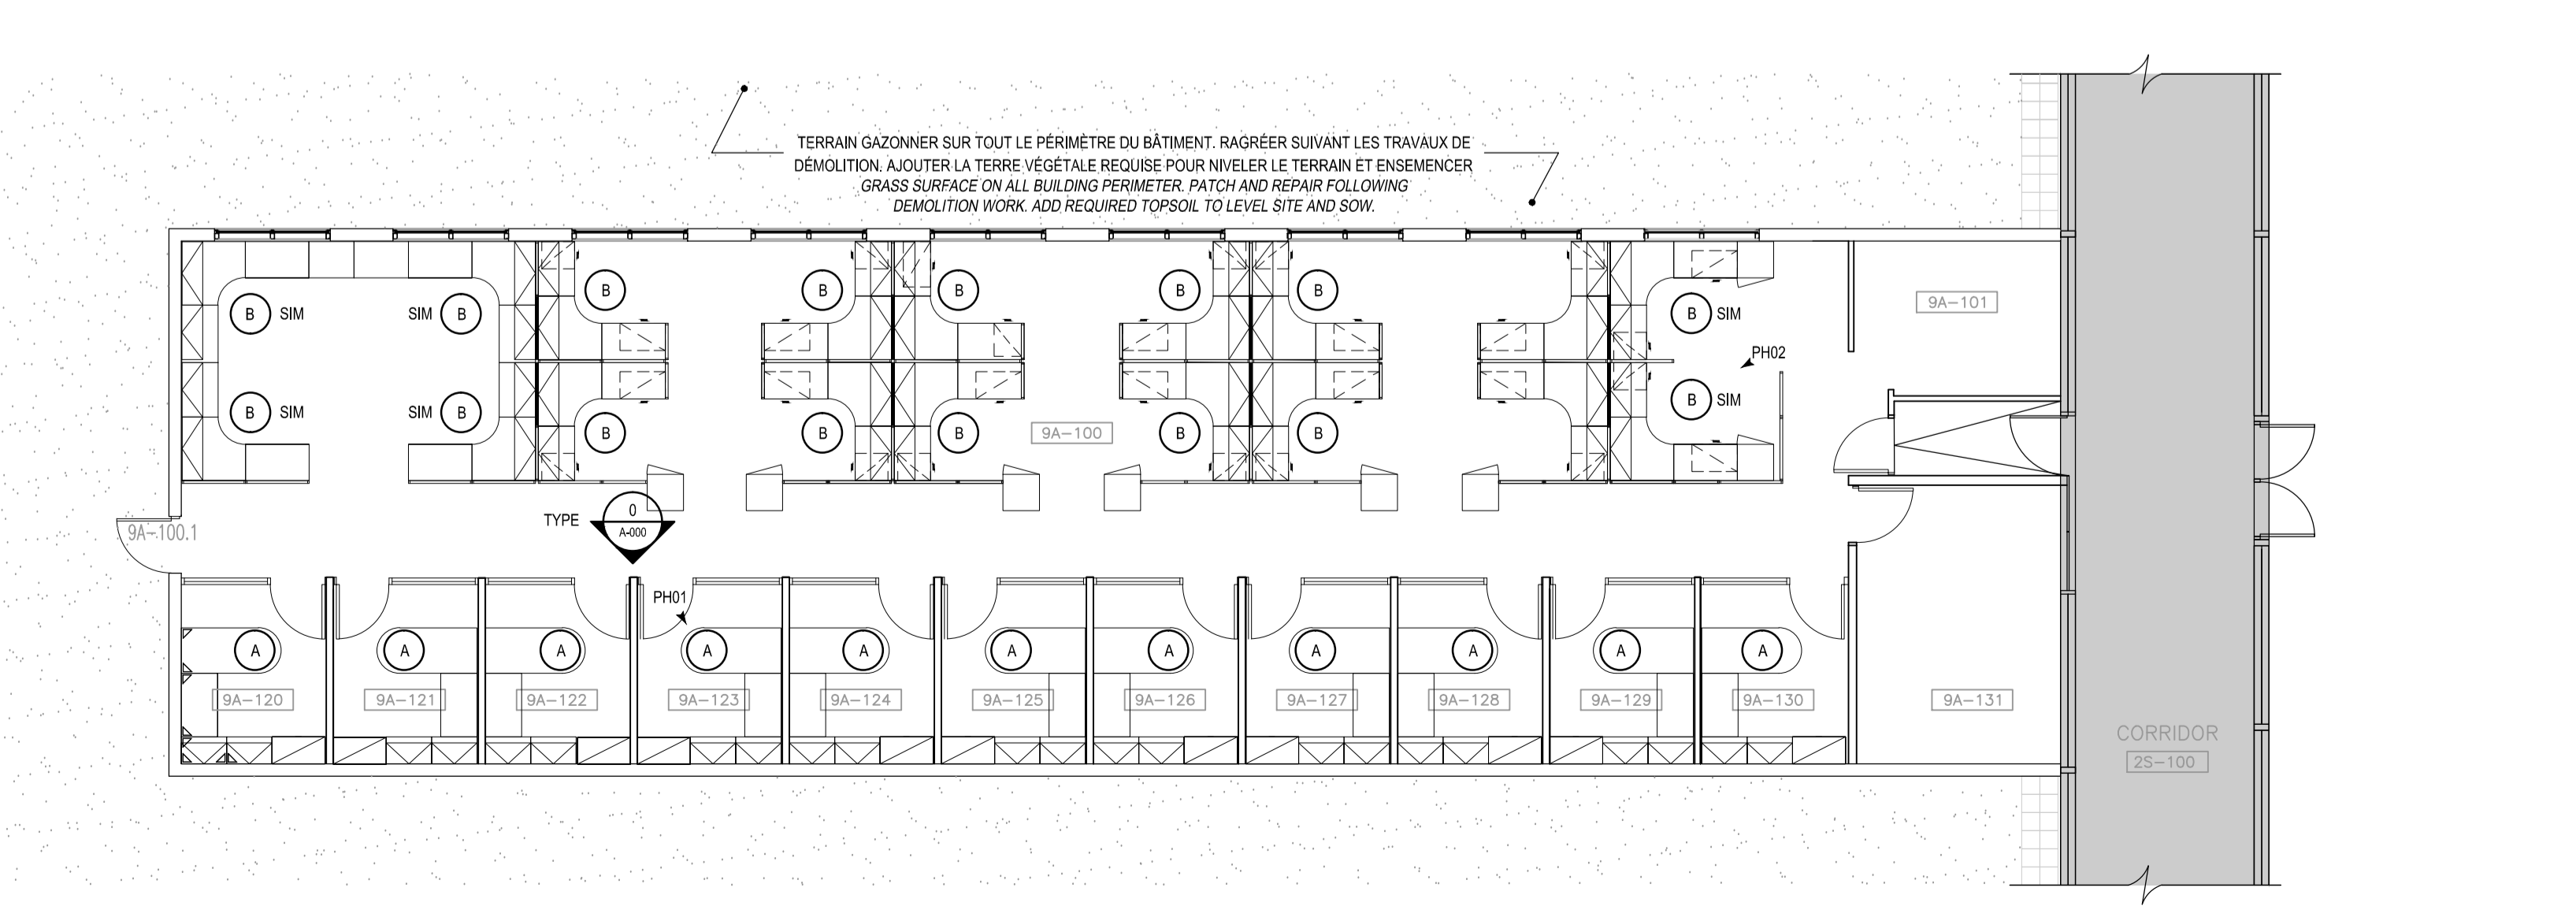 TERRAIN GAZONNER SUR TOUT LE PÉRIMÈTRE DU BÂTIMENT. RAGRÉER SUIVANT LES TRAVAUX DE
DÉMOLITION. AJOUTER LA TERRE VÉGÉTALE REQUISE POUR NIVELER LE TERRAIN ET ENSEMENCER
GRASS SURFACE ON ALL BUILDING PERIMETER. PATCH AND REPAIR FOLLOWING
DEMOLITION WORK. ADD REQUIRED TOPSOIL TO LEVEL SITE AND SOW.
B B B B B
B SIM SIM B B SIM 9A-101
PH02
B SIM SIM B B SIM
B B B B B
9A-100
TYPE 0
A-000
9A-100.1
PH01
A A A A A A A A A A A
9A-120 9A-121 9A-122 9A-123 9A-124 9A-125 9A-126 9A-127 9A-128 9A-129 9A-130 9A-131
CORRIDOR
2S-100